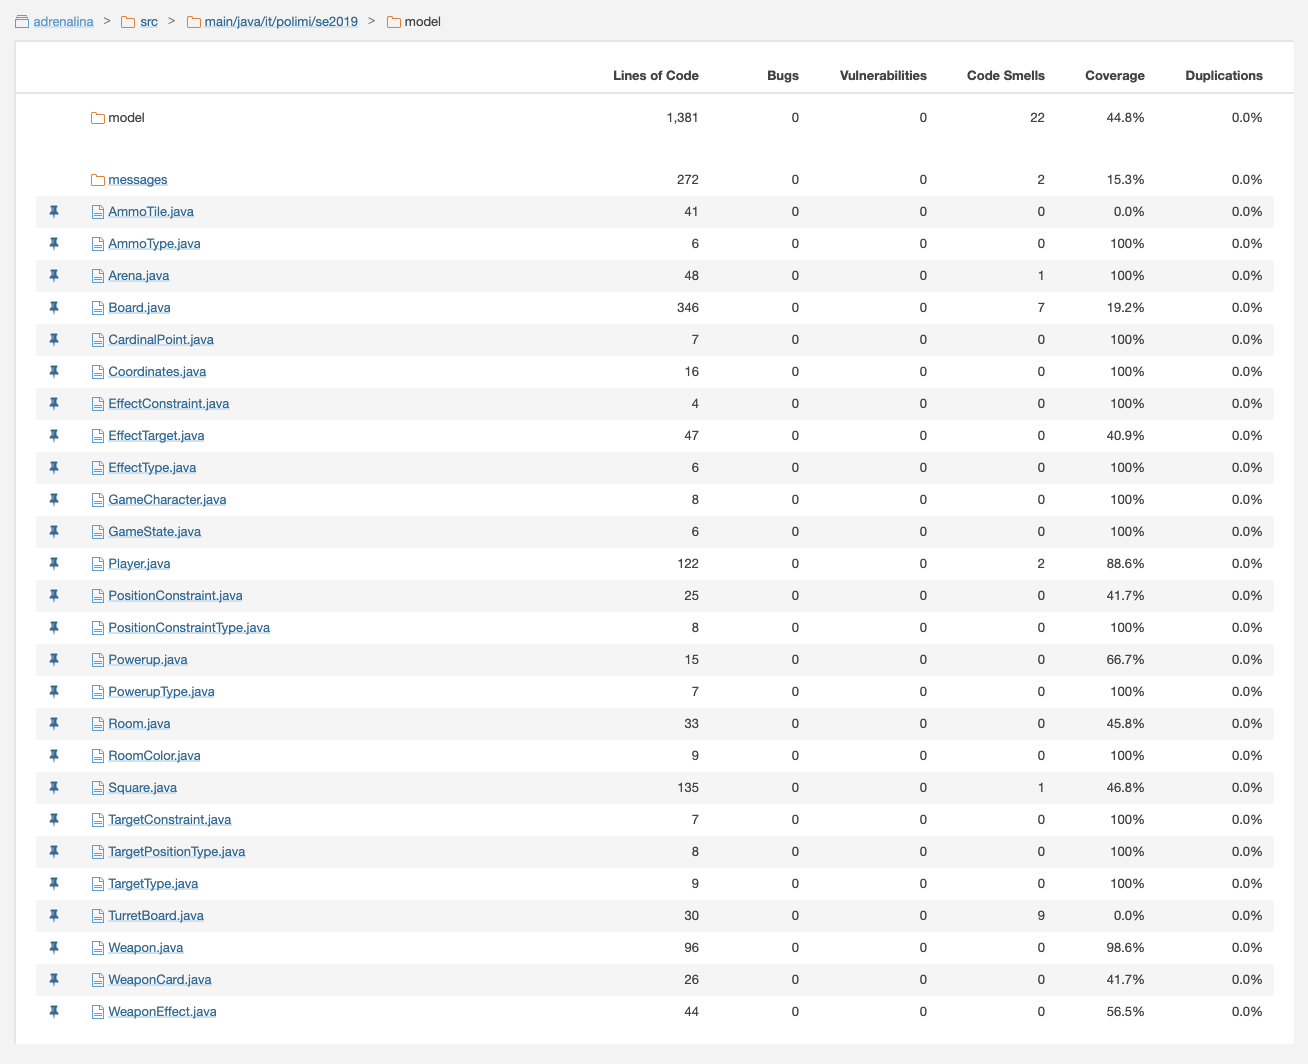 adrenalina > src > main/java/it/polimi/se2019 > model
Lines of Code Bugs Vulnerabilities Code Smells Coverage Duplications
model 1,381 0 0 22 44.8% 0.0%
messages 272 0 0 2 15.3% 0.0%
AmmoTile.java 41 0 0 0 0.0% 0.0%
AmmoType.java 6 0 0 0 100% 0.0%
Arena.java 48 0 0 1 100% 0.0%
Board.java 346 0 0 7 19.2% 0.0%
CardinalPoint.java 7 0 0 0 100% 0.0%
Coordinates.java 16 0 0 0 100% 0.0%
EffectConstraint.java 4 0 0 0 100% 0.0%
EffectTarget.java 47 0 0 0 40.9% 0.0%
EffectType.java 6 0 0 0 100% 0.0%
GameCharacter.java 8 0 0 0 100% 0.0%
GameState.java 6 0 0 0 100% 0.0%
Player.java 122 0 0 2 88.6% 0.0%
PositionConstraint.java 25 0 0 0 41.7% 0.0%
PositionConstraintType.java 8 0 0 0 100% 0.0%
Powerup.java 15 0 0 0 66.7% 0.0%
PowerupType.java 7 0 0 0 100% 0.0%
Room.java 33 0 0 0 45.8% 0.0%
RoomColor.java 9 0 0 0 100% 0.0%
Square.java 135 0 0 1 46.8% 0.0%
TargetConstraint.java 7 0 0 0 100% 0.0%
TargetPositionType.java 8 0 0 0 100% 0.0%
TargetType.java 9 0 0 0 100% 0.0%
TurretBoard.java 30 0 0 9 0.0% 0.0%
Weapon.java 96 0 0 0 98.6% 0.0%
WeaponCard.java 26 0 0 0 41.7% 0.0%
WeaponEffect.java 44 0 0 0 56.5% 0.0%